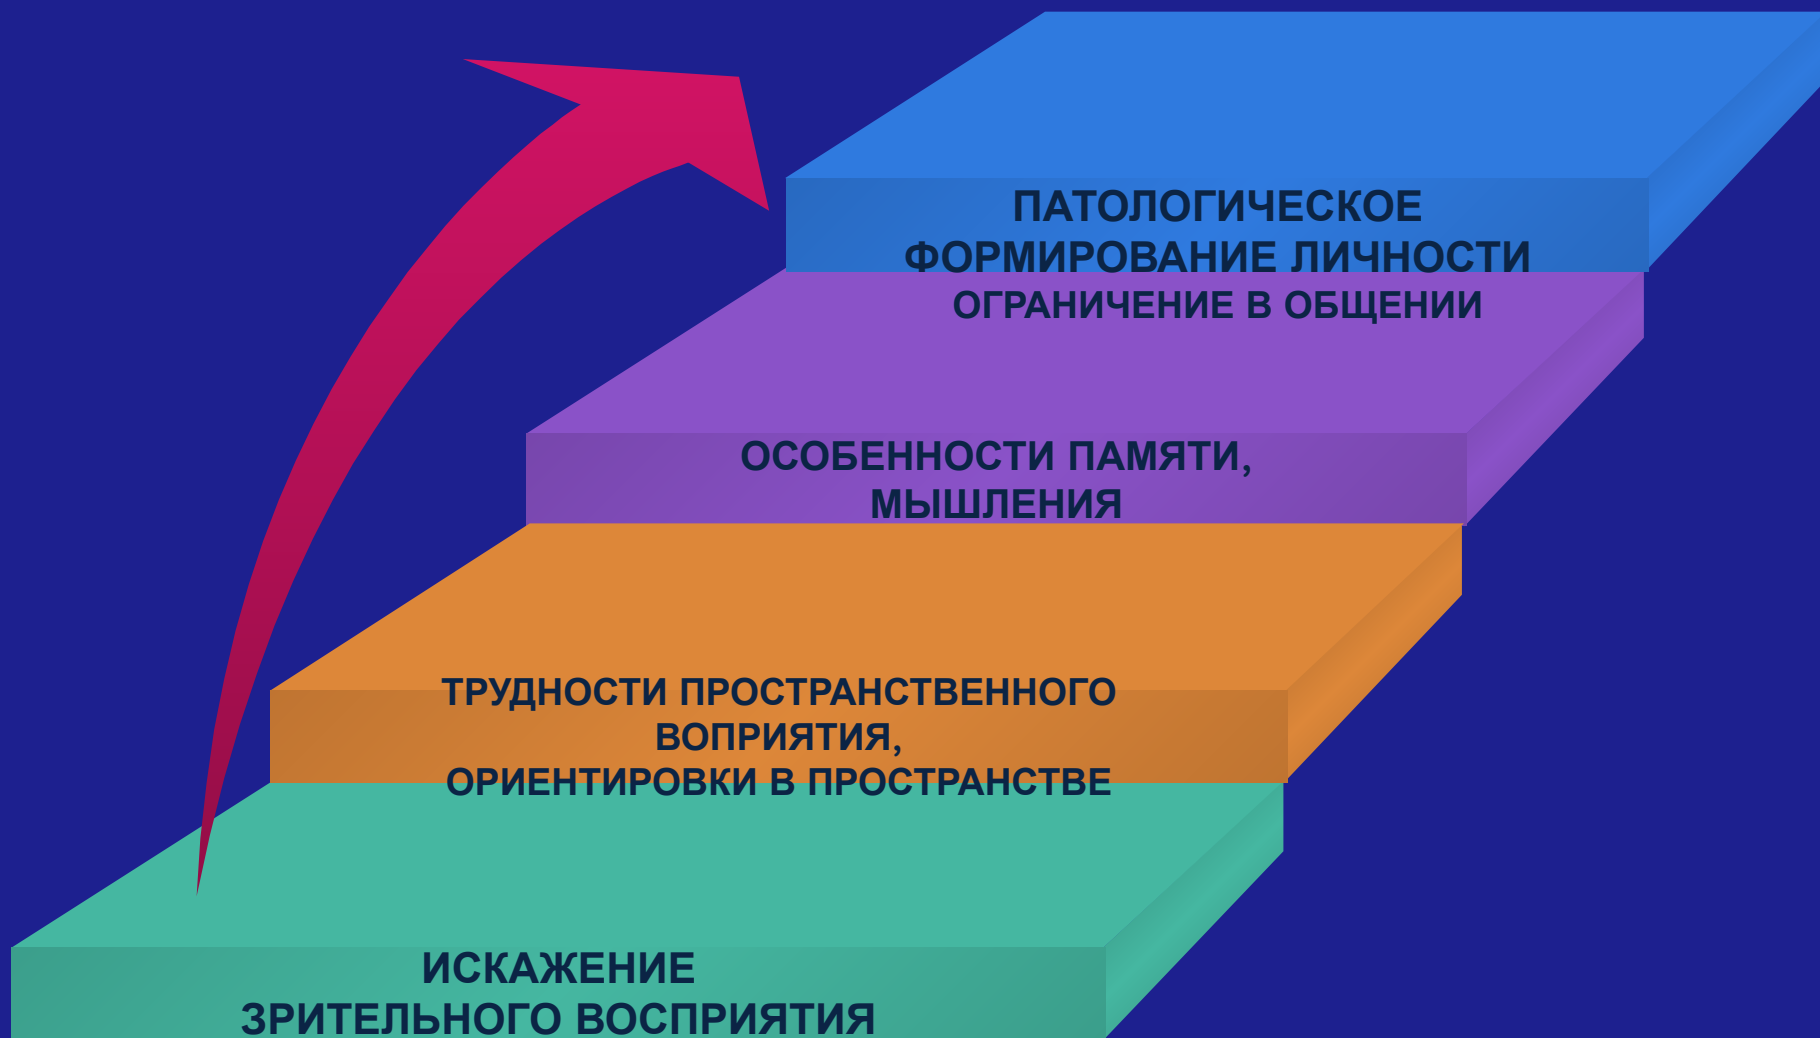 ПАТОЛОГИЧЕСКОЕ
ФОРМИРОВАНИЕ ЛИЧНОСТИ
ОГРАНИЧЕНИЕ В ОБЩЕНИИ
ОСОБЕННОСТИ ПАМЯТИ,
МЫШЛЕНИЯ
ТРУДНОСТИ ПРОСТРАНСТВЕННОГО
ВОПРИЯТИЯ,
ОРИЕНТИРОВКИ В ПРОСТРАНСТВЕ
ИСКАЖЕНИЕ
ЗРИТЕЛЬНОГО ВОСПРИЯТИЯ